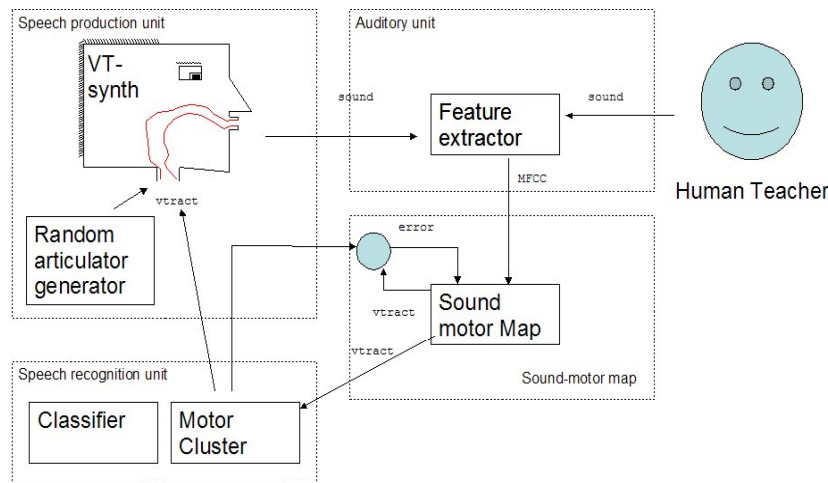 Speech production unit
VT-
synth
vtract
Random
articulator
generator
sound
Auditory unit
Feature
extractor
sound
MFCC
Human Teacher
error
vtract
Sound
motor Map
vtract
Sound-motor map
Speech recognition unit
Classifier
Motor
Cluster